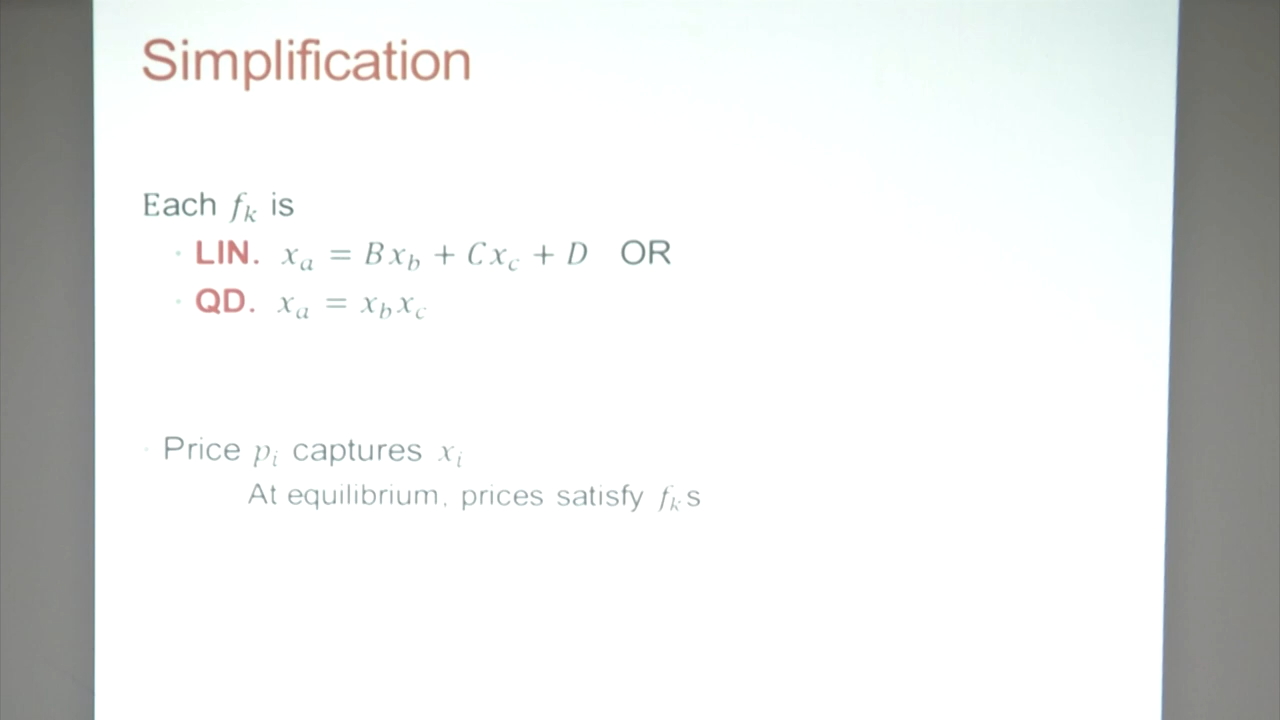 Simplification
Each f_k is
· LIN. x_a = Bx_b + Cx_c + D OR
· QD. x_a = x_b x_c
· Price p_i captures x_i
At equilibrium, prices satisfy f_k s